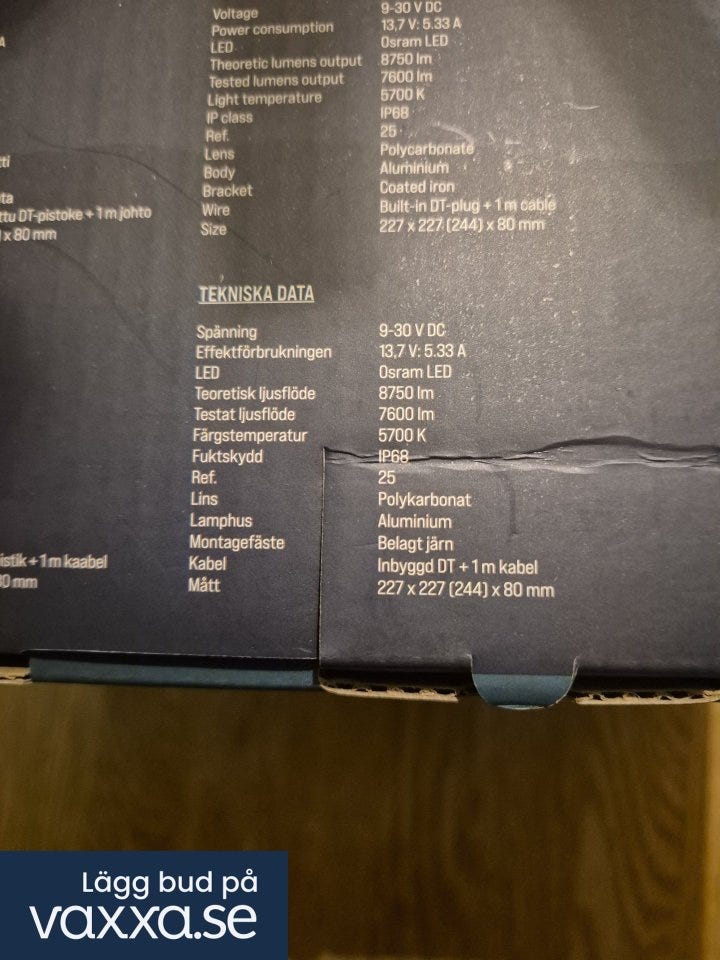 Voltage 9-30 V DC
Power consumption 13,7 V: 5.33 A
LED Osram LED
Theoretic lumens output 8750 lm
Tested lumens output 7600 lm
Light temperature 5700 K
IP class IP68
Ref. 25
Lens Polycarbonate
Body Aluminium
Bracket Coated iron
Wire Built-in DT-plug + 1 m cable
Size 227 x 227 (244) x 80 mm
A
tti
ta
ttu DT-pistoke + 1 m johto
x 80 mm
TEKNISKA DATA
Spänning 9-30 V DC
Effektförbrukningen 13,7 V: 5.33 A
LED Osram LED
Teoretisk ljusflöde 8750 lm
Testat ljusflöde 7600 lm
Färgstemperatur 5700 K
Fuktskydd IP68
Ref. 25
Lins Polykarbonat
Lamphus Aluminium
Montagefäste Belagt järn
Kabel Inbyggd DT + 1 m kabel
Mått 227 x 227 (244) x 80 mm
istik + 1 m kaabel
0 mm
Lägg bud på
vaxxa.se